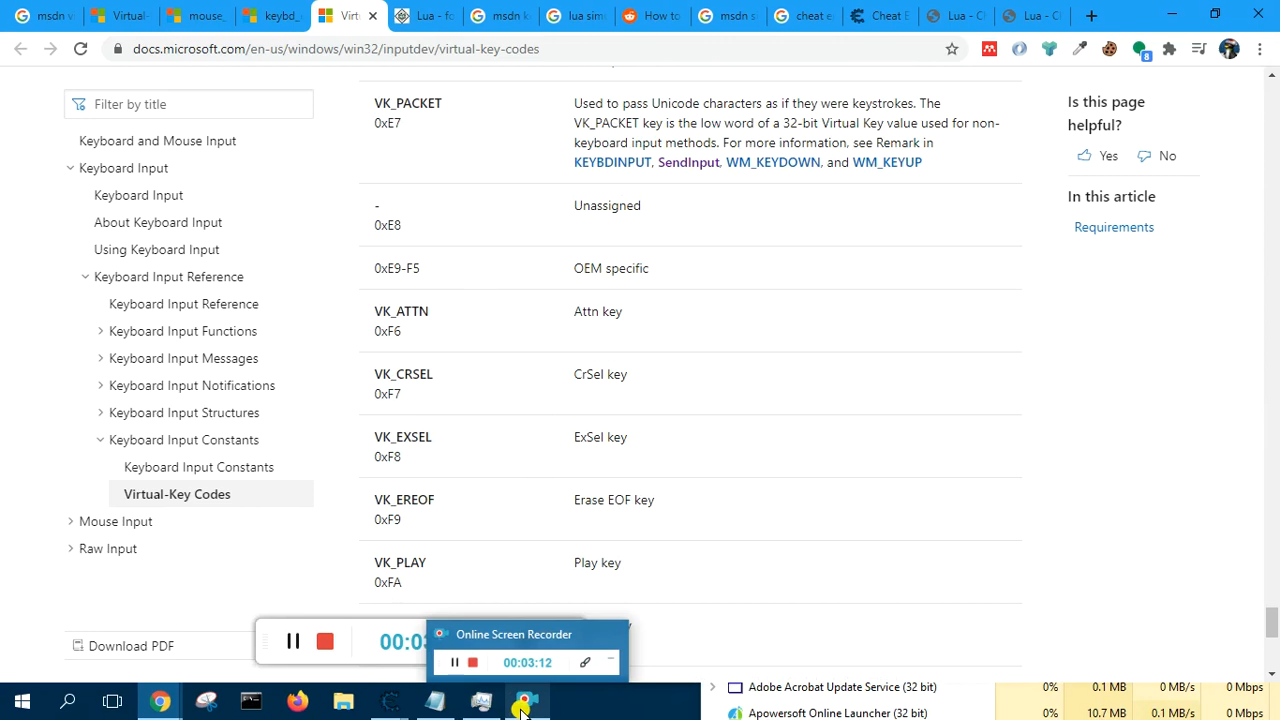 msdn v
Virtual-
mouse_
keybd_e
Virt
Lua - fo
msdn k
lua sim
How to
msdn s
cheat e
Cheat E
Lua - Cl
Lua - Cl
docs.microsoft.com/en-us/windows/win32/inputdev/virtual-key-codes
8
Filter by title
Keyboard and Mouse Input
Keyboard Input
Keyboard Input
About Keyboard Input
Using Keyboard Input
Keyboard Input Reference
Keyboard Input Reference
Keyboard Input Functions
Keyboard Input Messages
Keyboard Input Notifications
Keyboard Input Structures
Keyboard Input Constants
Keyboard Input Constants
Virtual-Key Codes
Mouse Input
Raw Input
Download PDF
VK_PACKET
0xE7
Used to pass Unicode characters as if they were keystrokes. The
VK_PACKET key is the low word of a 32-bit Virtual Key value used for non-
keyboard input methods. For more information, see Remark in
KEYBDINPUT, SendInput, WM_KEYDOWN, and WM_KEYUP
-
0xE8
Unassigned
0xE9-F5
OEM specific
VK_ATTN
0xF6
Attn key
VK_CRSEL
0xF7
CrSel key
VK_EXSEL
0xF8
ExSel key
VK_EREOF
0xF9
Erase EOF key
VK_PLAY
0xFA
Play key
Is this page
helpful?
Yes
No
In this article
Requirements
00:03
Online Screen Recorder
00:03:12
Adobe Acrobat Update Service (32 bit)
0%
0.1 MB
0 MB/s
Apowersoft Online Launcher (32 bit)
0%
10.7 MB
0.1 MB/s